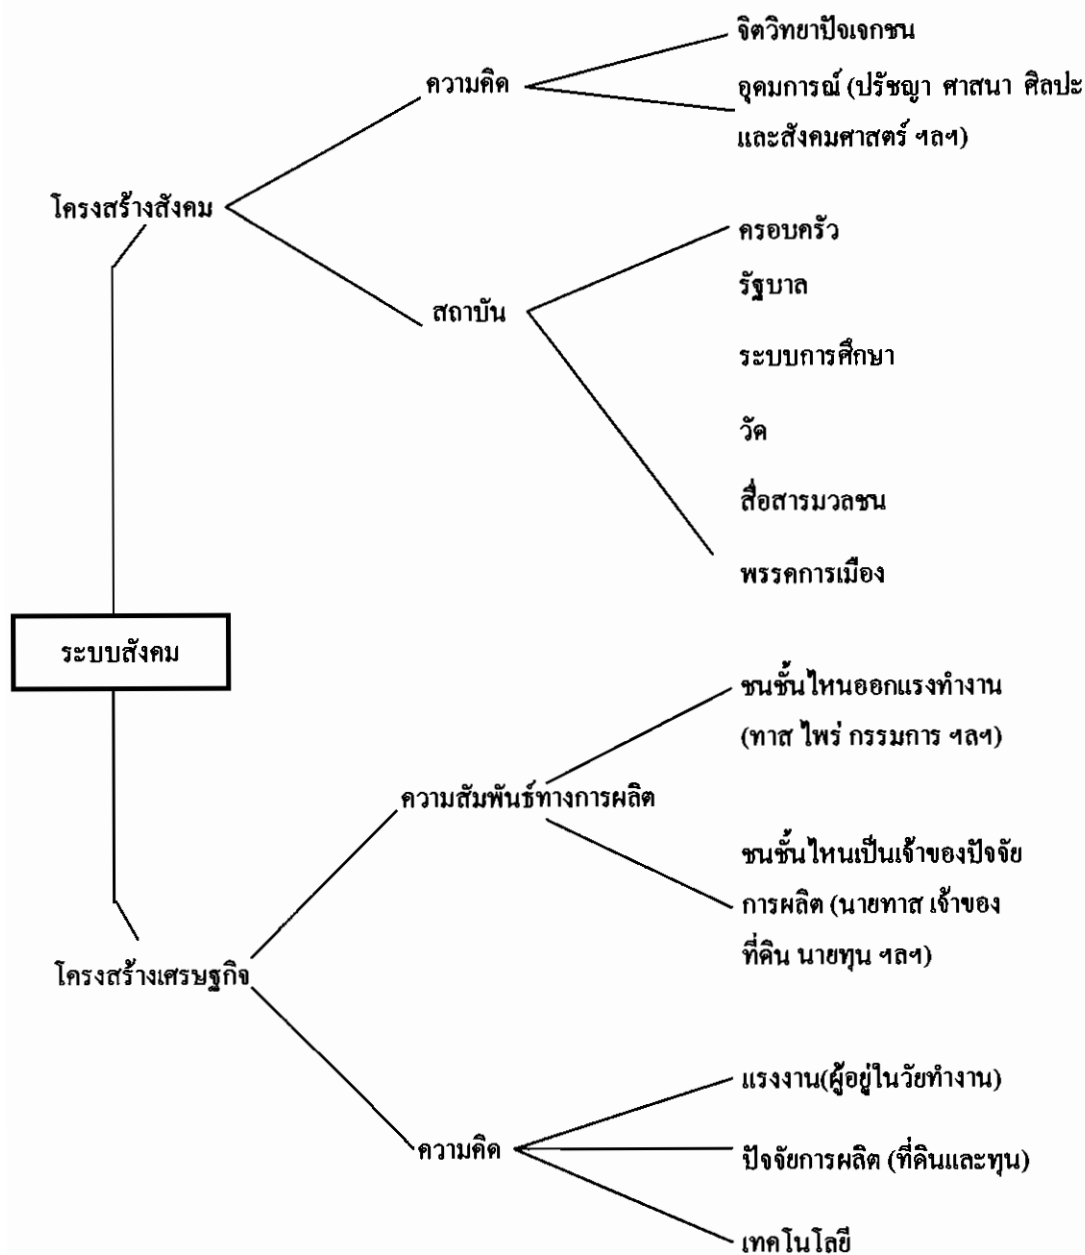 จิตวิทยาปัจเจกชน
ความคิด
อุดมการณ์ (ปรัชญา ศาสนา ศิลปะ
และสังคมศาสตร์ ฯลฯ)
โครงสร้างสังคม
ครอบครัว
สถาบัน
รัฐบาล
ระบบการศึกษา
วัด
สื่อสารมวลชน
พรรคการเมือง
ระบบสังคม
ชนชั้นไหนออกแรงทำงาน
(ทาส ไพร่ กรรมการ ฯลฯ)
ความสัมพันธ์ทางการผลิต
ชนชั้นไหนเป็นเจ้าของปัจจัย
การผลิต (นายทาส เจ้าของ
ที่ดิน นายทุน ฯลฯ)
โครงสร้างเศรษฐกิจ
แรงงาน(ผู้อยู่ในวัยทำงาน)
ความคิด
ปัจจัยการผลิต (ที่ดินและทุน)
เทคโนโลยี